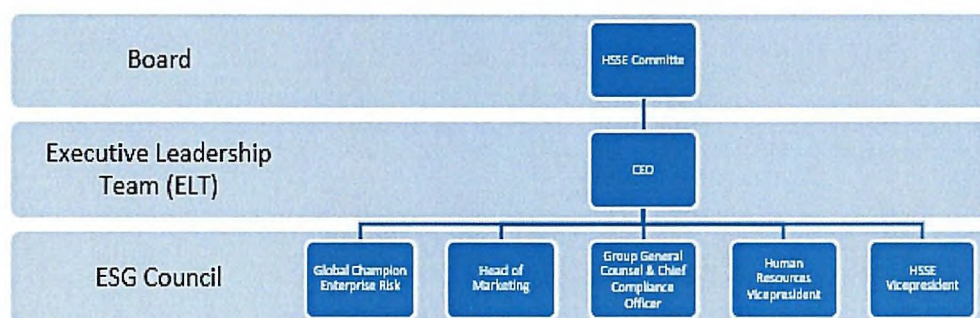 Board
HSSE Committe
Executive Leadership
Team (ELT)
CEO
ESG Council
Global Champion
Enterprise Risk
Head of
Marketing
Group General
Counsel & Chief
Compliance
Officer
Human
Resources
Vicepresident
HSSE
Vicepresident